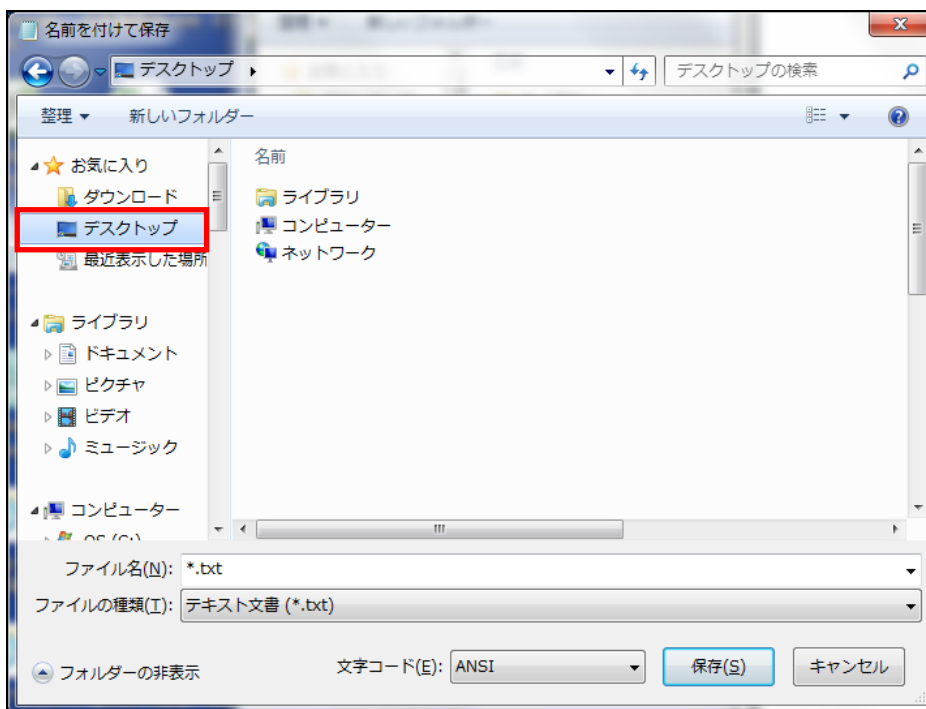 名前を付けて保存
デスクトップ
デスクトップの検索
整理
新しいフォルダー
お気に入り
ダウンロード
デスクトップ
最近表示した場所
ライブラリ
ドキュメント
ピクチャ
ビデオ
ミュージック
コンピューター
名前
ライブラリ
コンピューター
ネットワーク
ファイル名(N): *.txt
ファイルの種類(T): テキスト文書 (*.txt)
フォルダーの非表示
文字コード(E): ANSI
保存(S)
キャンセル